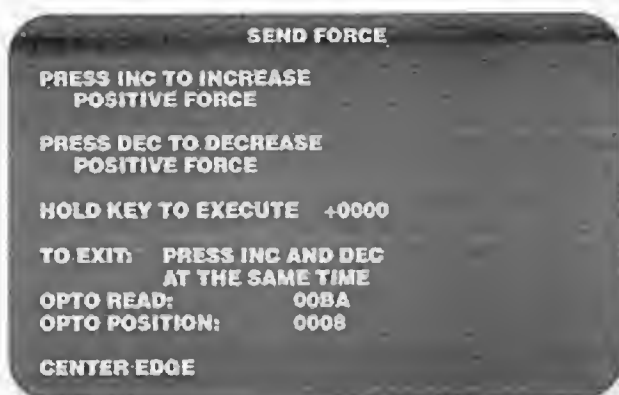 SEND FORCE
PRESS INC TO INCREASE
POSITIVE FORCE
PRESS DEC TO DECREASE
POSITIVE FORCE
HOLD KEY TO EXECUTE +0000
TO EXIT: PRESS INC AND DEC
AT THE SAME TIME
OPTO READ: 00BA
OPTO POSITION: 0008
CENTER EDGE